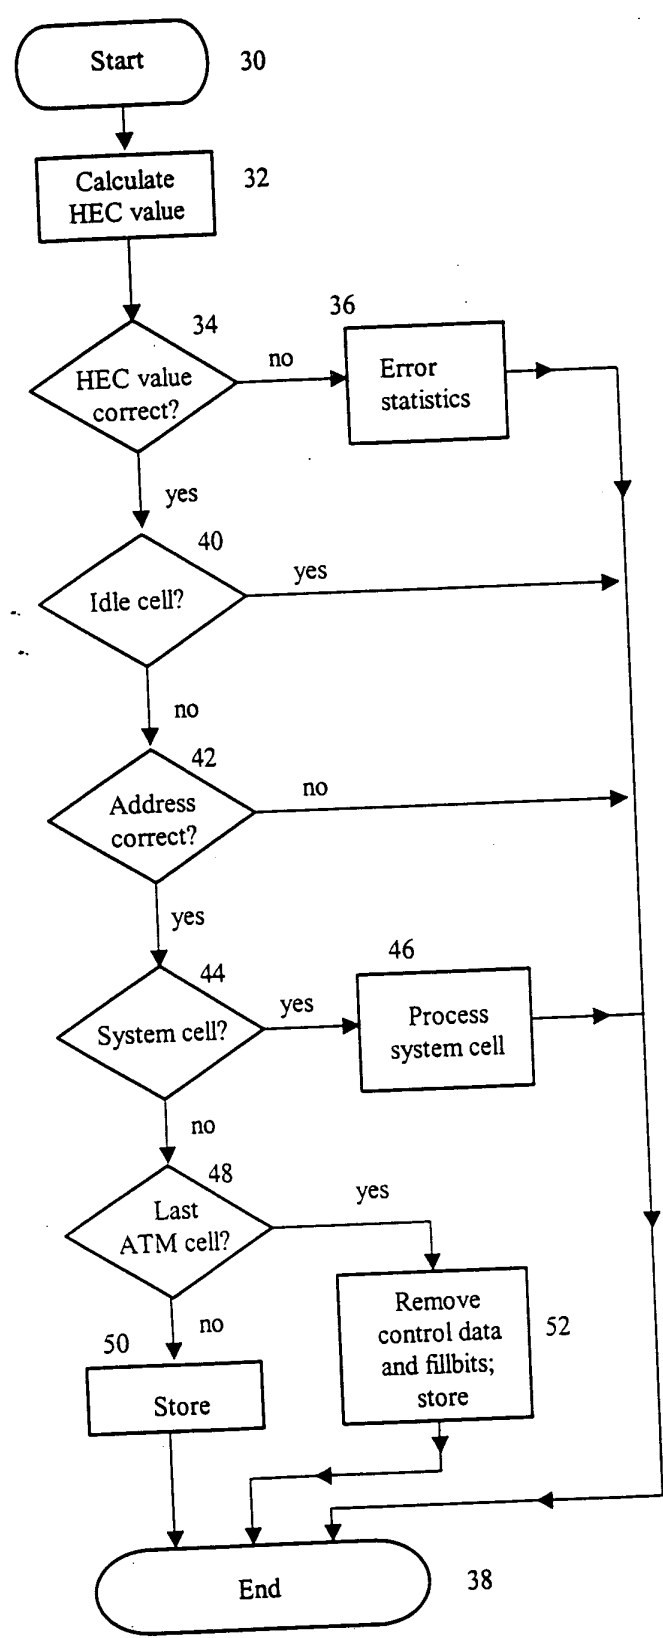 Start
30
Calculate
HEC value
32
34
36
HEC value
correct?
no
Error
statistics
yes
40
Idle cell?
yes
no
42
Address
correct?
no
yes
44
46
System cell?
yes
Process
system cell
no
48
Last
ATM cell?
yes
no
50
Store
Remove
control data
and fillbits;
store
52
End
38